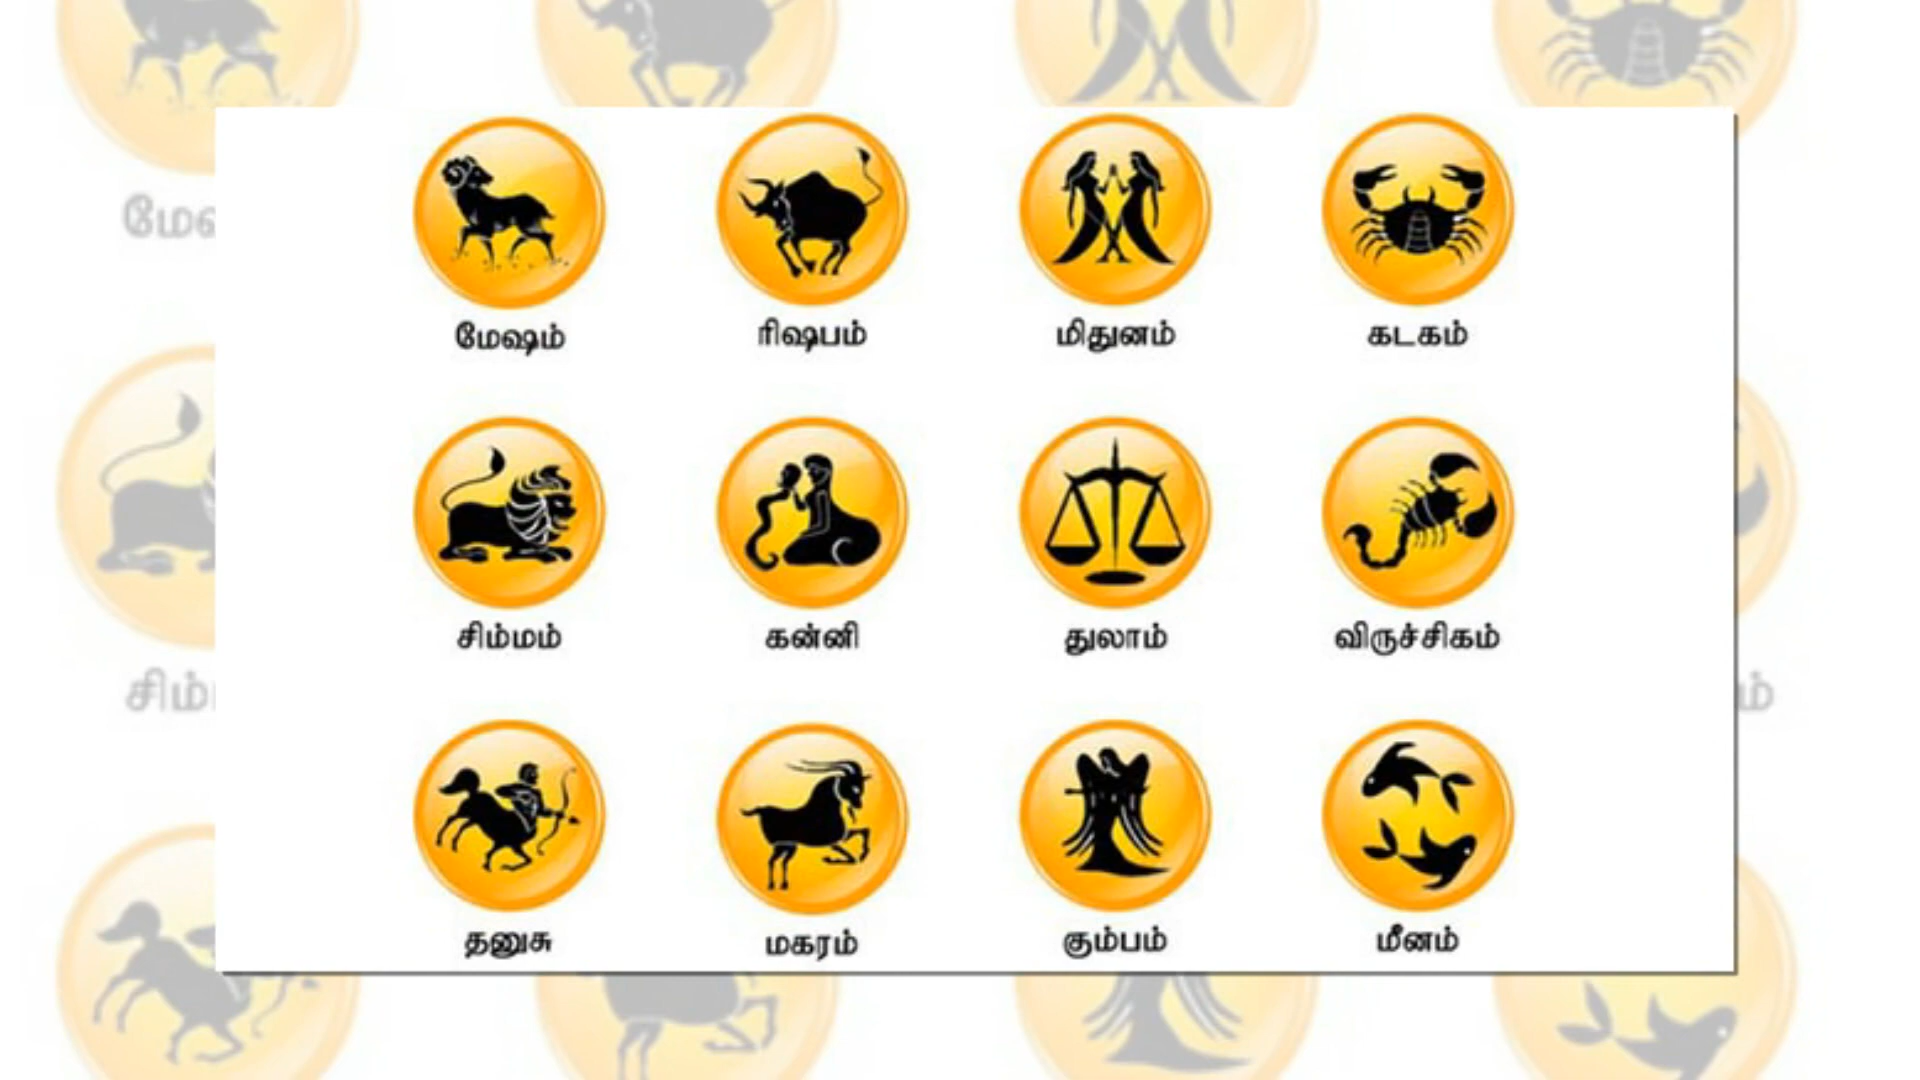 மேஷம் ரிஷபம் மிதுனம் கடகம்
சிம்மம் கன்னி துலாம் விருச்சிகம்
தனுசு மகரம் கும்பம் மீனம்